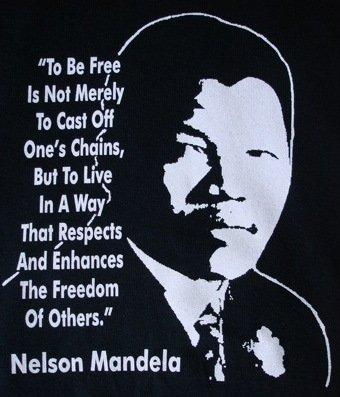 “To Be Free
Is Not Merely
To Cast Off
One's Chains,
But To Live
In A Way
That Respects
And Enhances
The Freedom
Of Others.”
Nelson Mandela